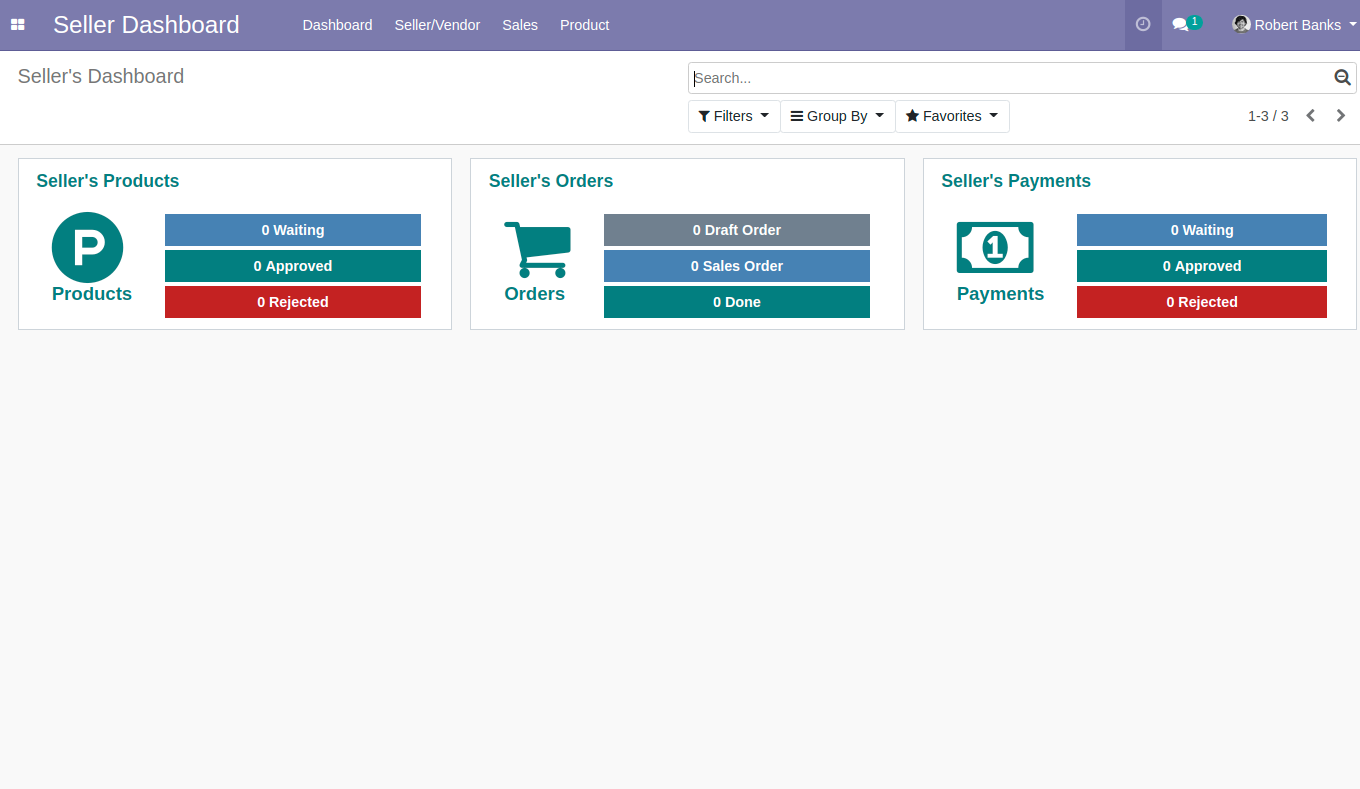 Seller Dashboard Dashboard Seller/Vendor Sales Product 1 Robert Banks
Seller's Dashboard
Search...
Filters Group By Favorites 1-3 / 3
Seller's Products
P
Products
0 Waiting
0 Approved
0 Rejected
Seller's Orders
Orders
0 Draft Order
0 Sales Order
0 Done
Seller's Payments
1
Payments
0 Waiting
0 Approved
0 Rejected